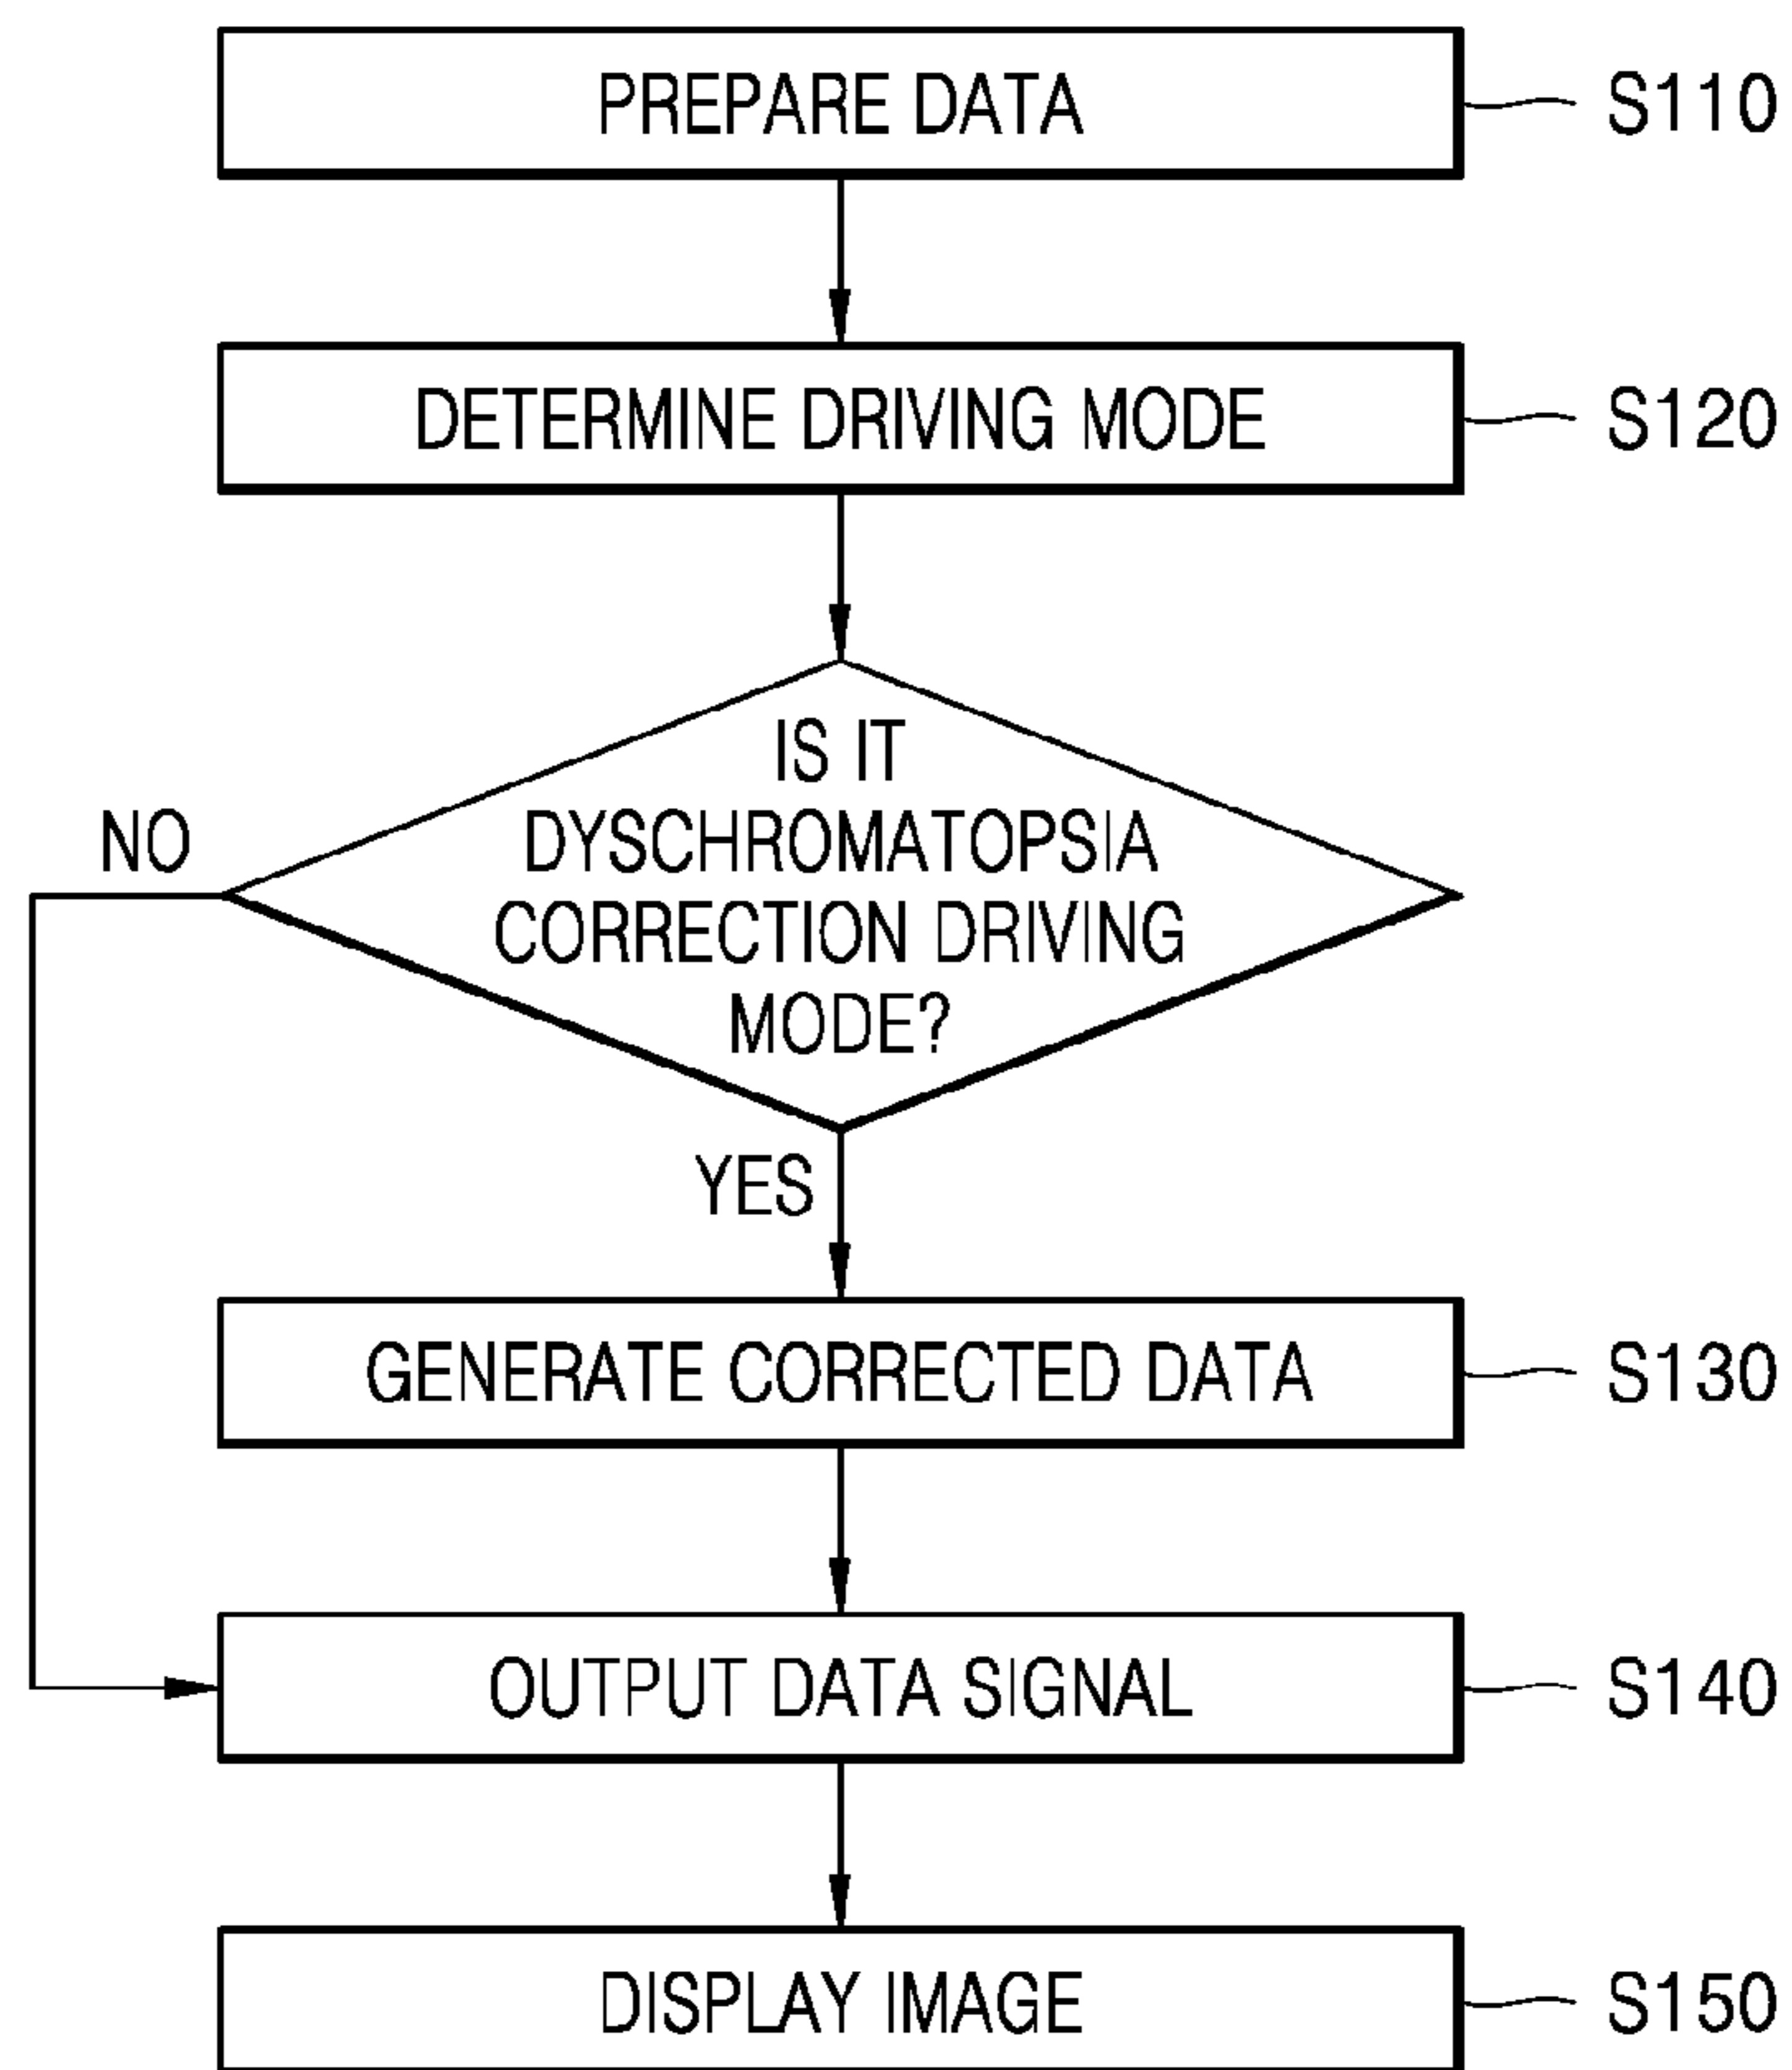 PREPARE DATA
S110
DETERMINE DRIVING MODE
S120
IS IT
DYSCHROMATOPSIA
CORRECTION DRIVING
MODE?
NO
YES
GENERATE CORRECTED DATA
S130
OUTPUT DATA SIGNAL
S140
DISPLAY IMAGE
S150